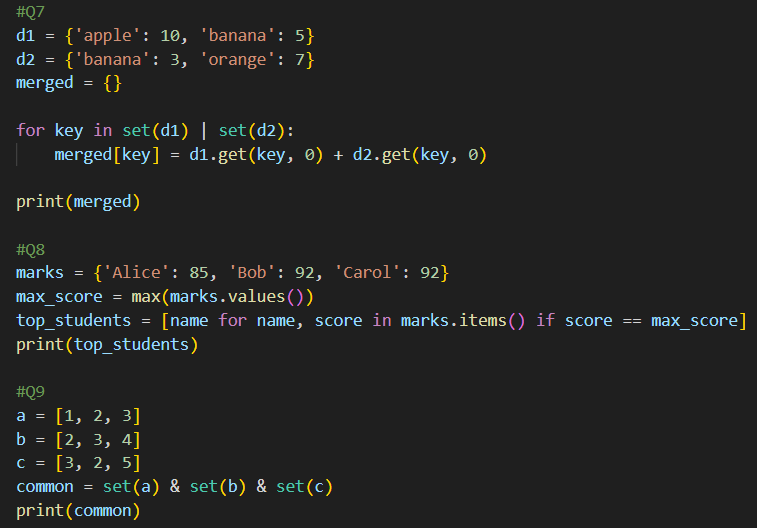 #Q7
d1 = {'apple': 10, 'banana': 5}
d2 = {'banana': 3, 'orange': 7}
merged = {}
for key in set(d1) | set(d2):
    merged[key] = d1.get(key, 0) + d2.get(key, 0)
print(merged)
#Q8
marks = {'Alice': 85, 'Bob': 92, 'Carol': 92}
max_score = max(marks.values())
top_students = [name for name, score in marks.items() if score == max_score]
print(top_students)
#Q9
a = [1, 2, 3]
b = [2, 3, 4]
c = [3, 2, 5]
common = set(a) & set(b) & set(c)
print(common)